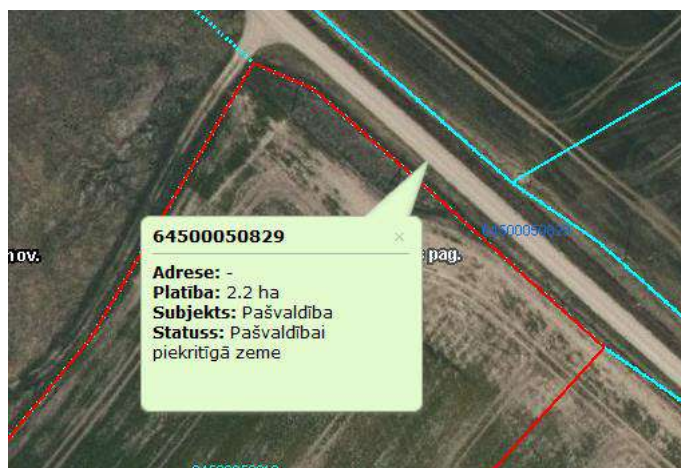 64500050829
Adrese: -
Platība: 2.2 ha
Subjekts: Pašvaldība
Statuss: Pašvaldībai
piekritīgā zeme
nov.
pag.